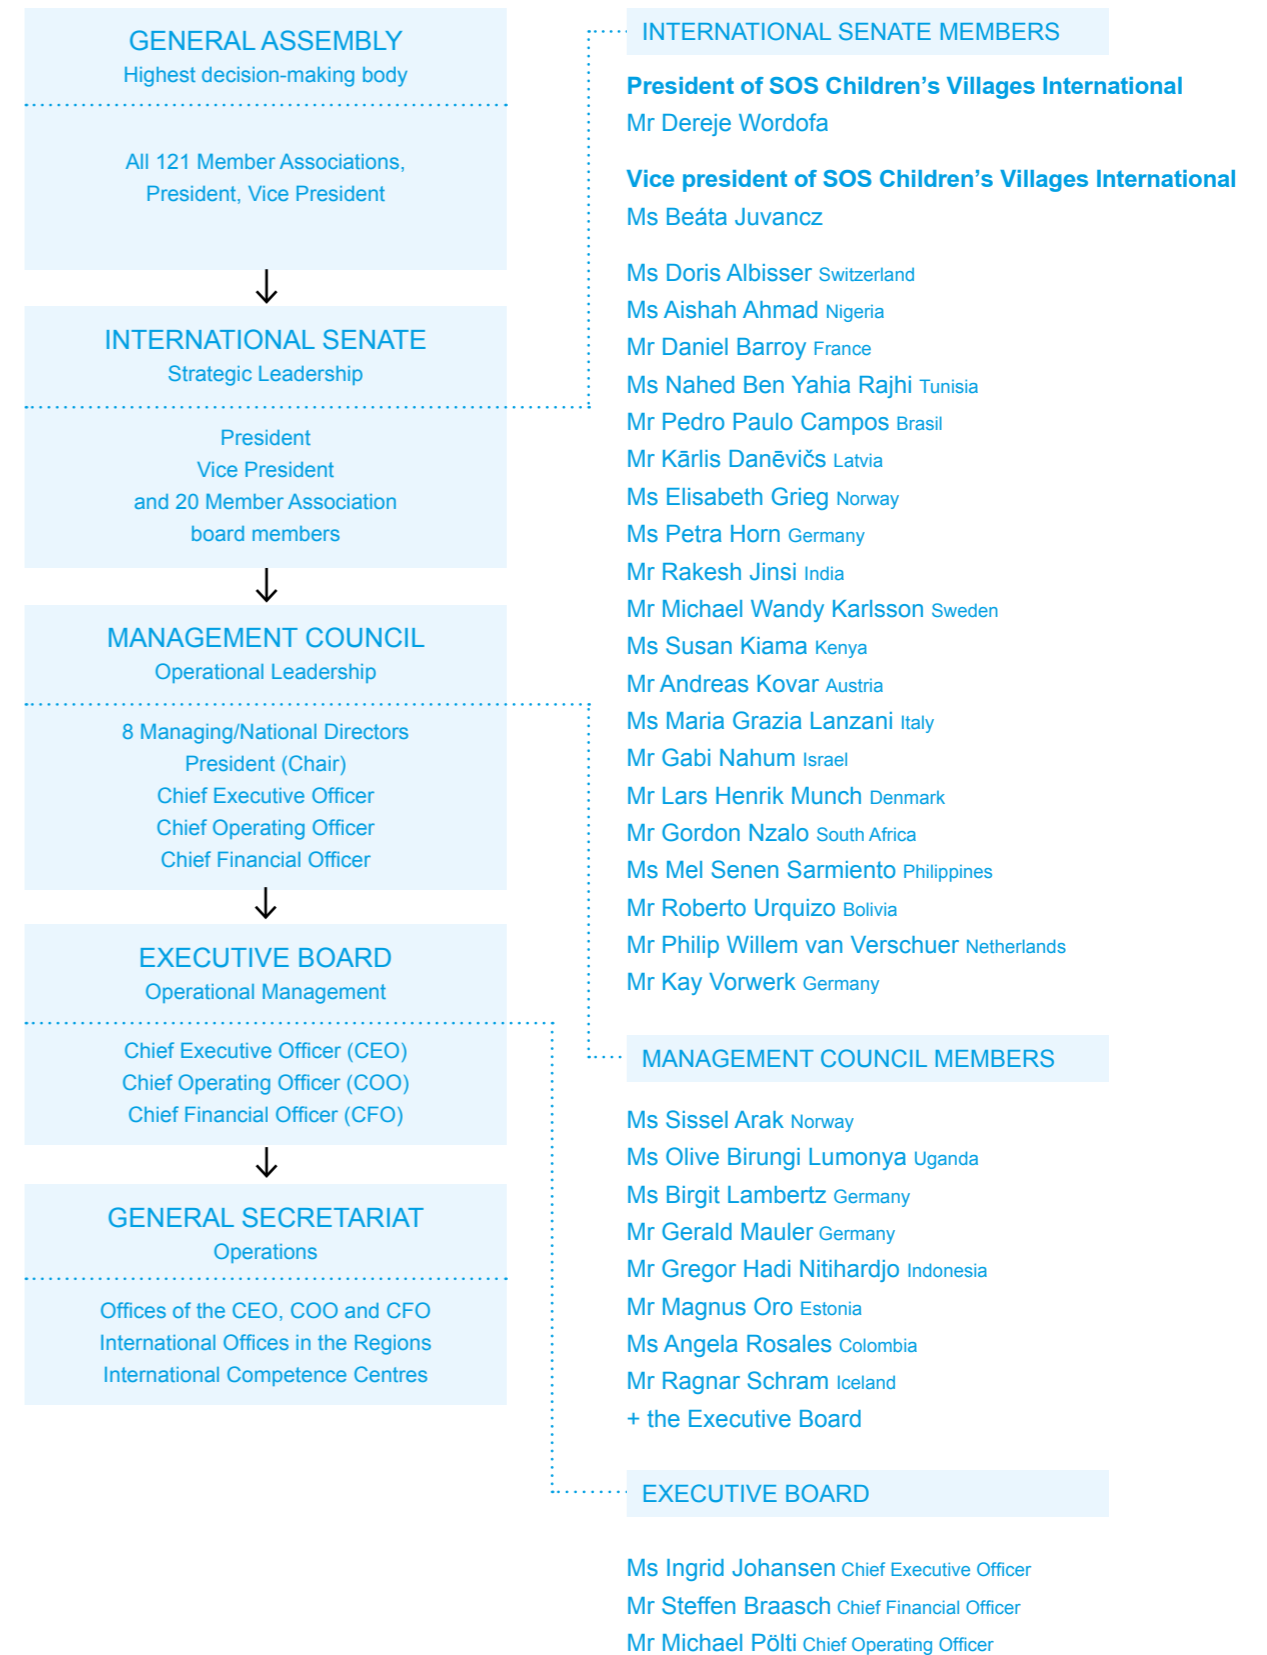 GENERAL ASSEMBLY
Highest decision-making body
All 121 Member Associations,
President, Vice President
INTERNATIONAL SENATE
Strategic Leadership
President
Vice President
and 20 Member Association
board members
MANAGEMENT COUNCIL
Operational Leadership
8 Managing/National Directors
President (Chair)
Chief Executive Officer
Chief Operating Officer
Chief Financial Officer
EXECUTIVE BOARD
Operational Management
Chief Executive Officer (CEO)
Chief Operating Officer (COO)
Chief Financial Officer (CFO)
GENERAL SECRETARIAT
Operations
Offices of the CEO, COO and CFO
International Offices in the Regions
International Competence Centres
INTERNATIONAL SENATE MEMBERS
President of SOS Children’s Villages International
Mr Dereje Wordofa
Vice president of SOS Children’s Villages International
Ms Beáta Juvancz
Ms Doris Albisser Switzerland
Ms Aishah Ahmad Nigeria
Mr Daniel Barroy France
Ms Nahed Ben Yahia Rajhi Tunisia
Mr Pedro Paulo Campos Brasil
Mr Kārlis Danēvičs Latvia
Ms Elisabeth Grieg Norway
Ms Petra Horn Germany
Mr Rakesh Jinsi India
Mr Michael Wandy Karlsson Sweden
Ms Susan Kiama Kenya
Mr Andreas Kovar Austria
Ms Maria Grazia Lanzani Italy
Mr Gabi Nahum Israel
Mr Lars Henrik Munch Denmark
Mr Gordon Nzalo South Africa
Ms Mel Senen Sarmiento Philippines
Mr Roberto Urquizo Bolivia
Mr Philip Willem van Verschuer Netherlands
Mr Kay Vorwerk Germany
MANAGEMENT COUNCIL MEMBERS
Ms Sissel Arak Norway
Ms Olive Birungi Lumonya Uganda
Ms Birgit Lambertz Germany
Mr Gerald Mauler Germany
Mr Gregor Hadi Nitihardjo Indonesia
Mr Magnus Oro Estonia
Ms Angela Rosales Colombia
Mr Ragnar Schram Iceland
+ the Executive Board
EXECUTIVE BOARD
Ms Ingrid Johansen Chief Executive Officer
Mr Steffen Braasch Chief Financial Officer
Mr Michael Pölti Chief Operating Officer